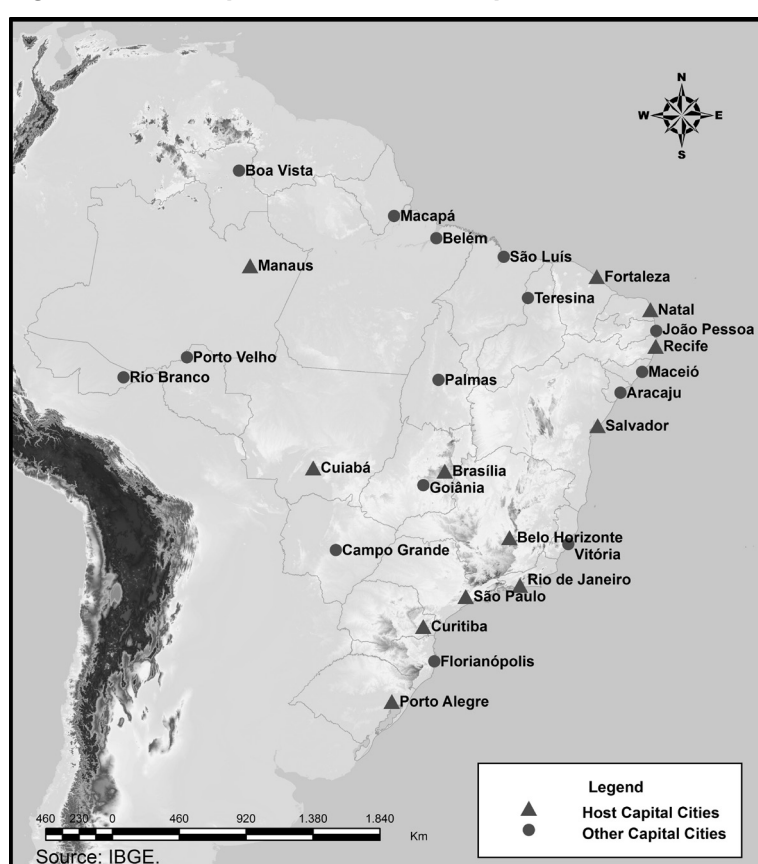 N
W E
S
Boa Vista
Macapá
Belém
São Luís
Manaus
Fortaleza
Teresina
Natal
João Pessoa
Recife
Porto Velho
Rio Branco
Palmas
Maceió
Aracaju
Salvador
Cuiabá
Brasília
Goiânia
Belo Horizonte
Campo Grande
Vitória
Rio de Janeiro
São Paulo
Curitiba
Florianópolis
Porto Alegre
Legend
Host Capital Cities
Other Capital Cities
460 230 0 460 920 1.380 1.840
Km
Source: IBGE.